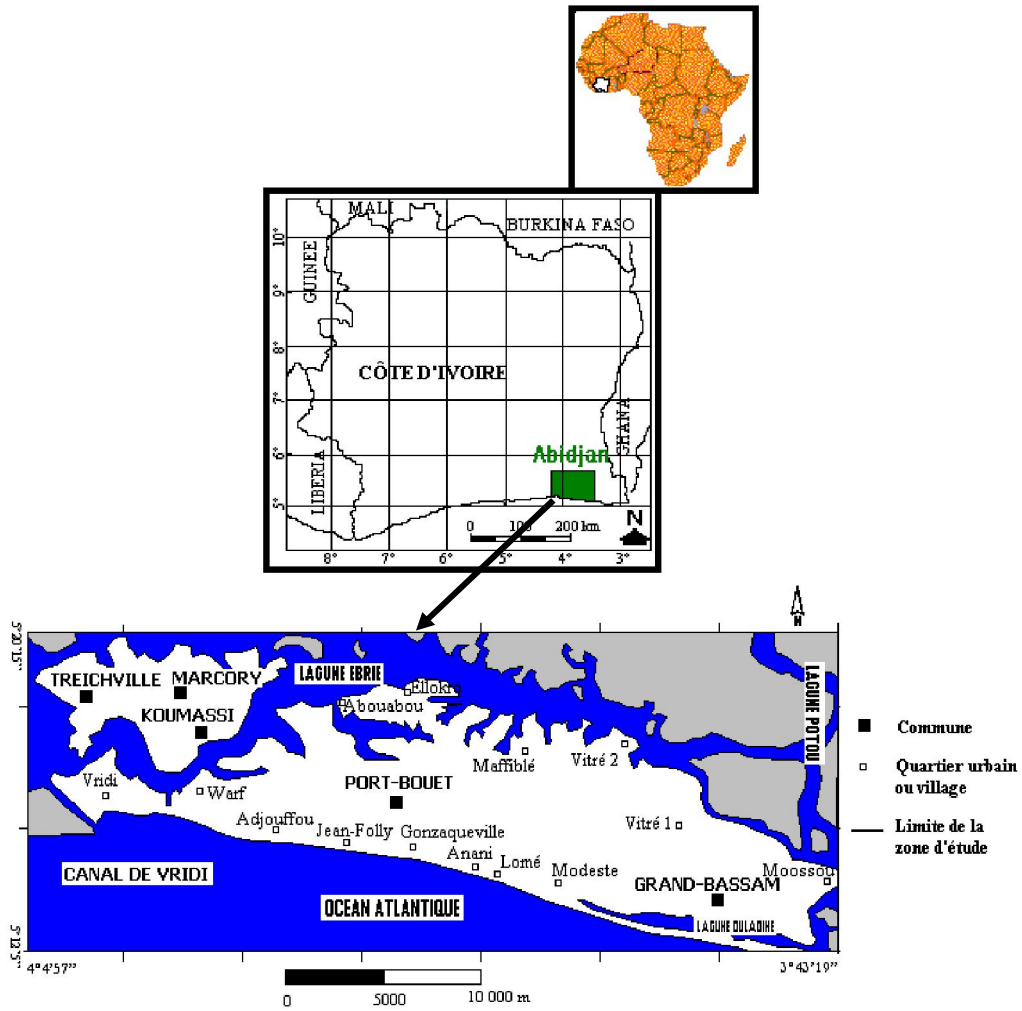 MALI
BURKINA FASO
10°
GUINEE
9°
8°
CÔTE D'IVOIRE
7°
GHANA
6°
Abidjan
LIBERIA
5°
N
0 100 200 km
8° 7° 6° 5° 4° 3°
N
5°20'15''
LAGUNE EBRIE
TREICHVILLE MARCORY
Ellokro
LAGUNE POTOU
Abouabou
KOUMASSI
Commune
Maffiblé
Vitré 2
Quartier urbain
ou village
Vridi
Warf
PORT-BOUET
Adjouffou
Jean-Folly
Gonzaqueville
Vitré 1
Limite de la
zone d'étude
Anani
Lomé
Modeste
Moossou
CANAL DE VRIDI
GRAND-BASSAM
OCEAN ATLANTIQUE
LAGUNE OULADINE
4°4'57''
3°43'19''
0 5000 10 000 m